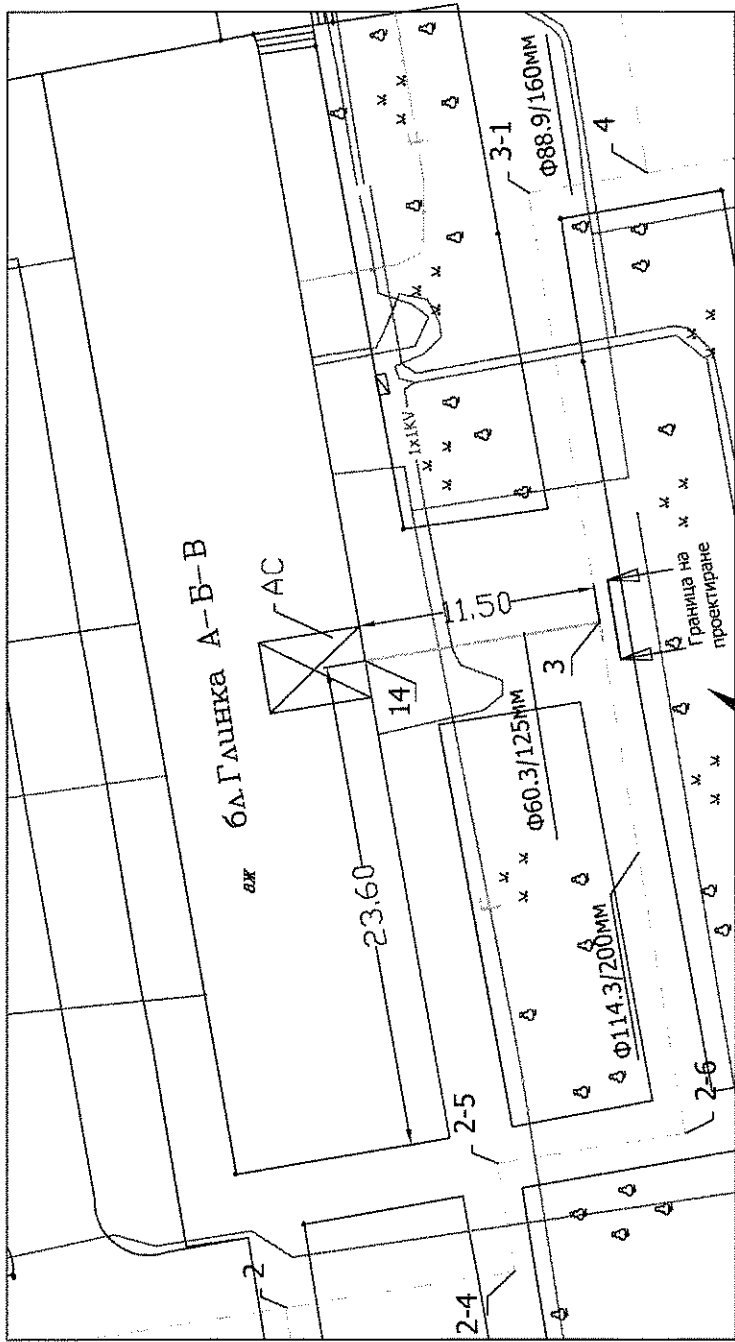 бл.Глинка А-Б-В
вж
АС
14
11.50
23.60
1x1KV
3-1
Ф88.9/160мм
4
3
Граница на
проектиране
Ф60.3/125мм
Ф114.3/200мм
2-5
2-6
2
2-4